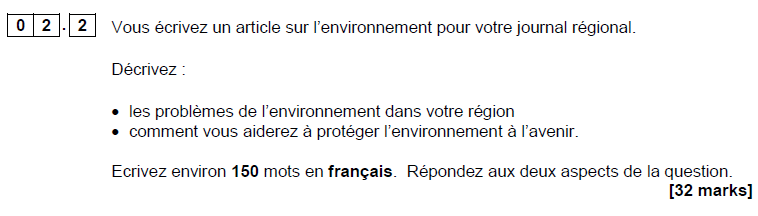 02.2 Vous écrivez un article sur l’environnement pour votre journal régional.
Décrivez :
• les problèmes de l’environnement dans votre région
• comment vous aiderez à protéger l’environnement à l’avenir.
Ecrivez environ 150 mots en français. Répondez aux deux aspects de la question.
[32 marks]